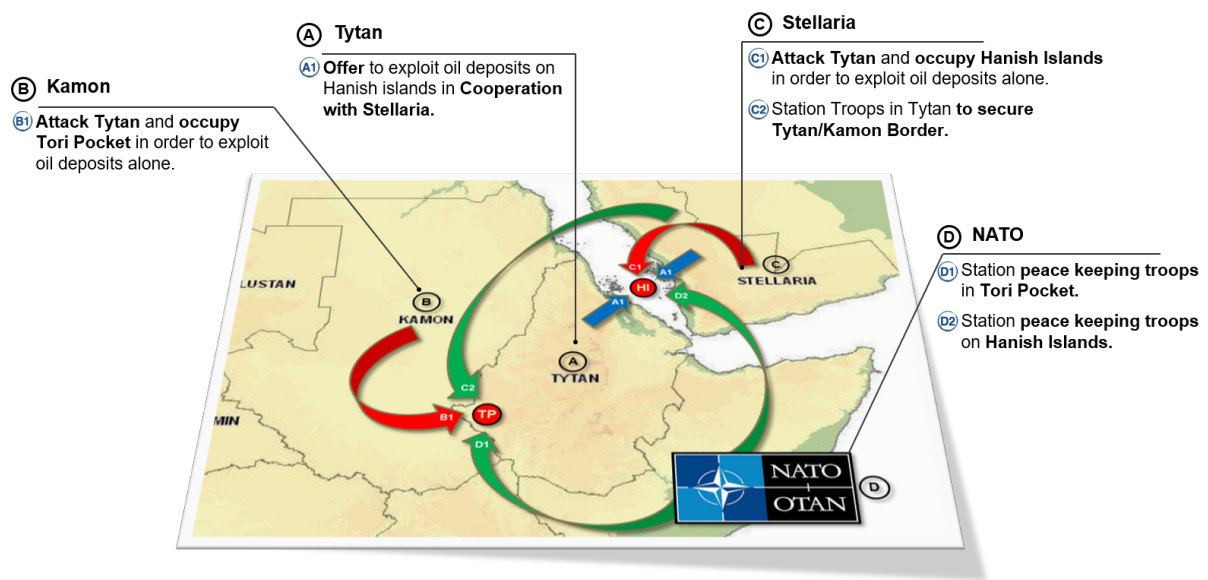 C Stellaria
C1 Attack Tytan and occupy Hanish Islands
in order to exploit oil deposits alone.
C2 Station Troops in Tytan to secure
Tytan/Kamon Border.
A Tytan
A1 Offer to exploit oil deposits on
Hanish islands in Cooperation
with Stellaria.
B Kamon
B1 Attack Tytan and occupy
Tori Pocket in order to exploit
oil deposits alone.
D NATO
D1 Station peace keeping troops
in Tori Pocket.
D2 Station peace keeping troops
on Hanish Islands.
C1
A1
C
HI
STELLARIA
LUSTAN
B
A1
D2
KAMON
A
TYTAN
C2
MIN
B1
TP
D1
NATO
OTAN
D